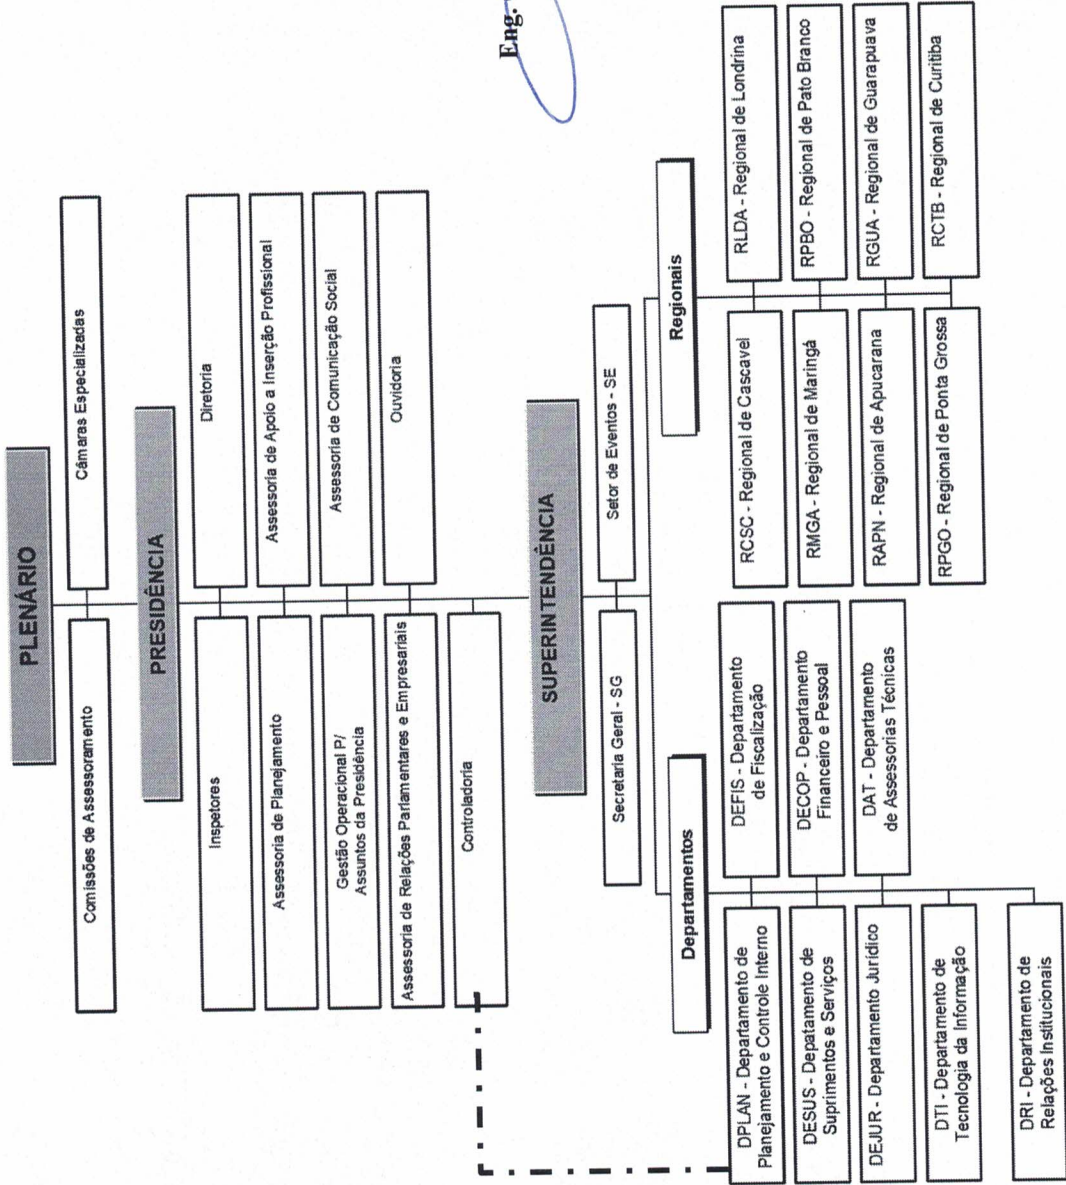 PLENÁRIO
Comissões de Assessoramento
Câmaras Especializadas
PRESIDÊNCIA
Inspetores
Diretoria
Assessoria de Planejamento
Assessoria de Apoio a Inserção Profissional
Gestão Operacional P/
Assuntos da Presidência
Assessoria de Comunicação Social
Assessoria de Relações Parlamentares e Empresariais
Ouvidoria
Controladoria
Eng.
SUPERINTENDÊNCIA
Secretaria Geral - SG
Setor de Eventos - SE
Departamentos
Regionais
DPLAN - Departamento de
Planejamento e Controle Interno
DEFIS - Departamento
de Fiscalização
DESUS - Depatamento de
Suprimentos e Serviços
DECOP - Departamento
Financeiro e Pessoal
DEJUR - Departamento Jurídico
DAT - Departamento
de Assessorias Técnicas
DTI - Departamento de
Tecnologia da Informação
DRI - Departamento de
Relações Institucionais
RCSC - Regional de Cascavel
RLDA - Regional de Londrina
RMGA - Regional de Maringá
RPBO - Regional de Pato Branco
RAPN - Regional de Apucarana
RGUA - Regional de Guarapuava
RPGO - Regional de Ponta Grossa
RCTB - Regional de Curitiba